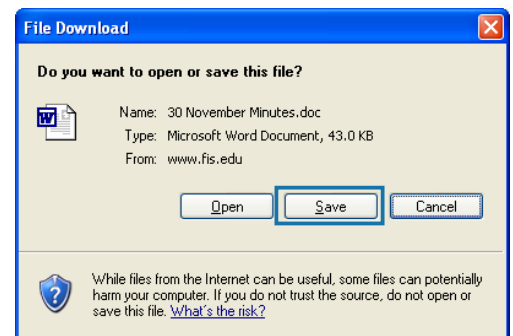 File Download
Do you want to open or save this file?
Name: 30 November Minutes.doc
Type: Microsoft Word Document, 43.0 KB
From: www.fis.edu
Open Save Cancel
While files from the Internet can be useful, some files can potentially
harm your computer. If you do not trust the source, do not open or
save this file. What's the risk?